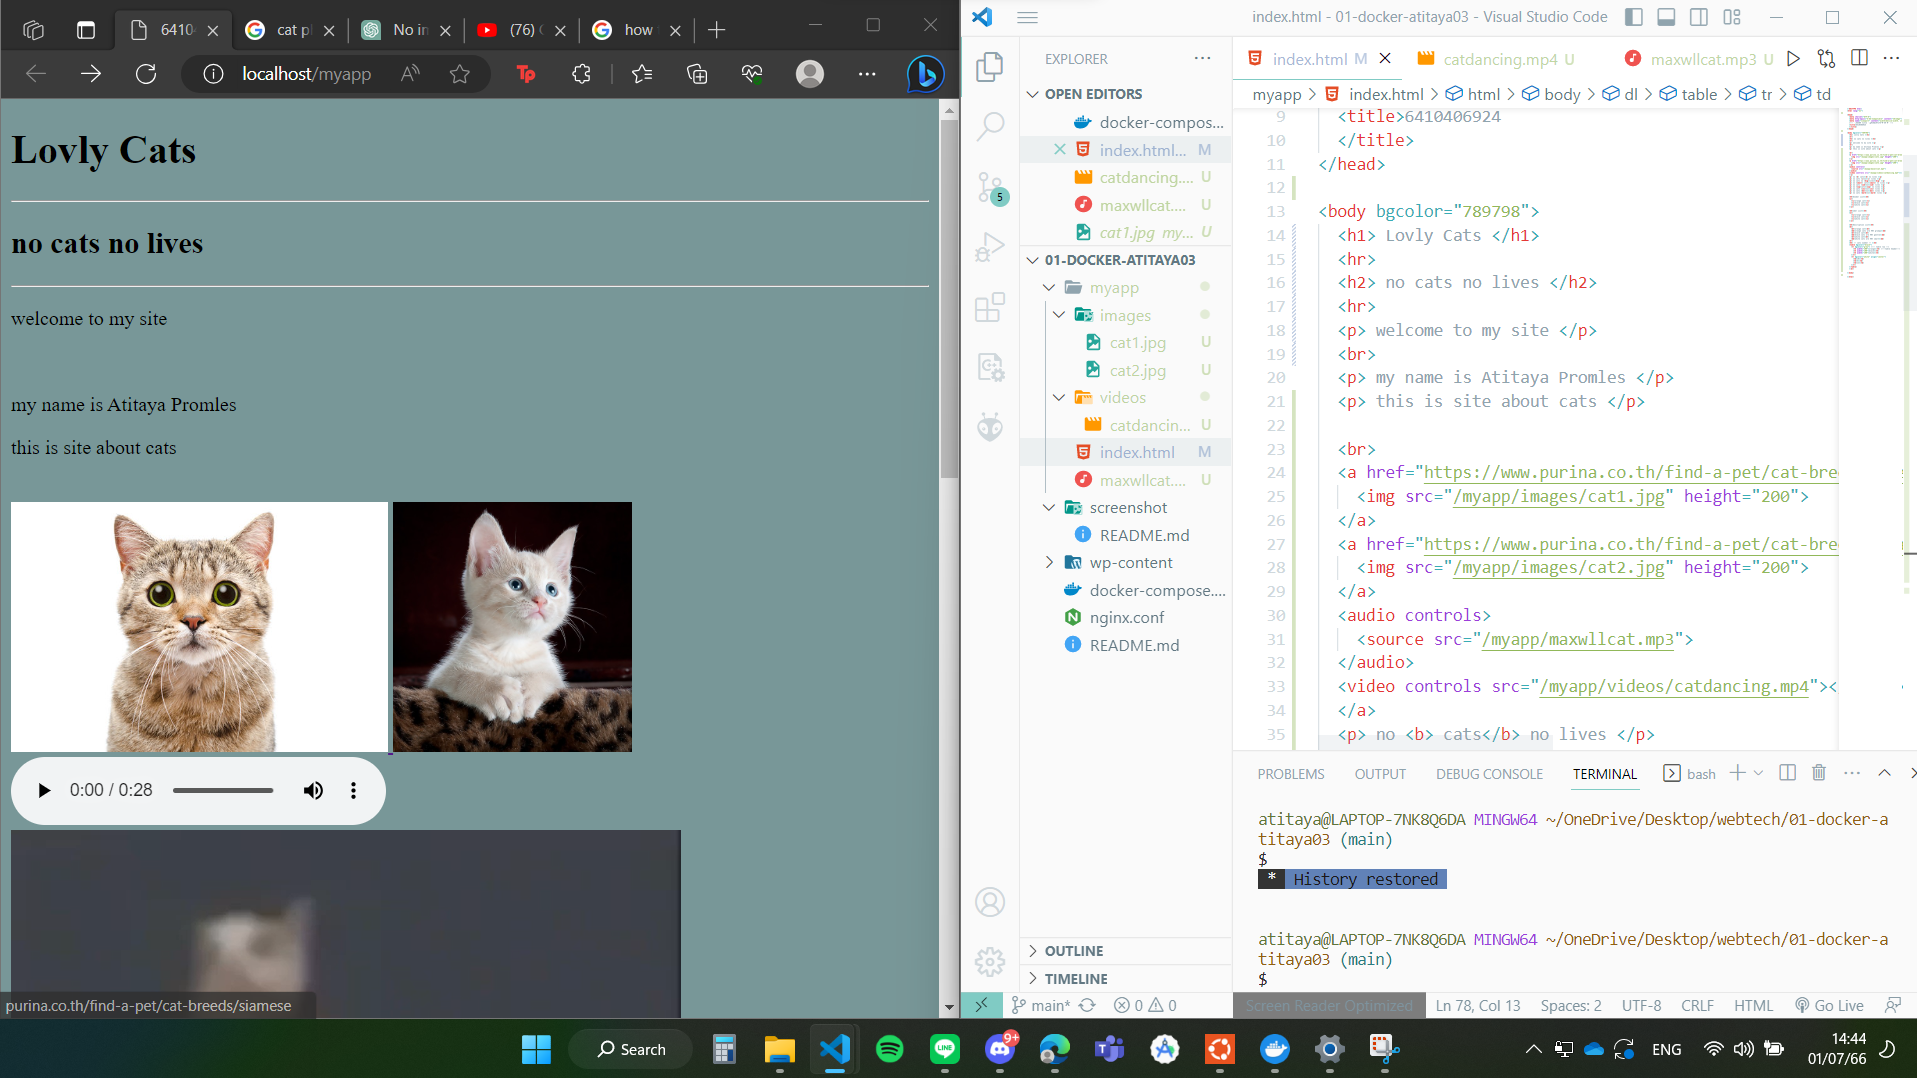 6410
cat pl
No in
(76) (
how
localhost/myapp
Lovly Cats
no cats no lives
welcome to my site
my name is Atitaya Promles
this is site about cats
0:00 / 0:28
purina.co.th/find-a-pet/cat-breeds/siamese
index.html - 01-docker-atitaya03 - Visual Studio Code
EXPLORER
OPEN EDITORS
docker-compos...
index.html... M
catdancing.... U
maxwllcat.... U
cat1.jpg my... U
5
01-DOCKER-ATITAYA03
myapp
images
cat1.jpg U
cat2.jpg U
videos
catdancin... U
index.html M
maxwllcat.... U
screenshot
README.md
wp-content
docker-compose....
nginx.conf
README.md
OUTLINE
TIMELINE
index.html M
catdancing.mp4 U
maxwllcat.mp3 U
myapp > index.html > html > body > dl > table > tr > td
9 <title>6410406924
10 </title>
11 </head>
12
13 <body bgcolor="789798">
14 <h1> Lovly Cats </h1>
15 <hr>
16 <h2> no cats no lives </h2>
17 <hr>
18 <p> welcome to my site </p>
19 <br>
20 <p> my name is Atitaya Promles </p>
21 <p> this is site about cats </p>
22
23 <br>
24 <a href="https://www.purina.co.th/find-a-pet/cat-bre
25 <img src="/myapp/images/cat1.jpg" height="200">
26 </a>
27 <a href="https://www.purina.co.th/find-a-pet/cat-bre
28 <img src="/myapp/images/cat2.jpg" height="200">
29 </a>
30 <audio controls>
31 <source src="/myapp/maxwllcat.mp3">
32 </audio>
33 <video controls src="/myapp/videos/catdancing.mp4"><
34 </a>
35 <p> no <b> cats</b> no lives </p>
PROBLEMS OUTPUT DEBUG CONSOLE TERMINAL bash
atitaya@LAPTOP-7NK8Q6DA MINGW64 ~/OneDrive/Desktop/webtech/01-docker-a
titaya03 (main)
$
* History restored
atitaya@LAPTOP-7NK8Q6DA MINGW64 ~/OneDrive/Desktop/webtech/01-docker-a
titaya03 (main)
$
main* 0 0 Screen Reader Optimized Ln 78, Col 13 Spaces: 2 UTF-8 CRLF HTML Go Live
Search
LINE
9+
ENG
14:44
01/07/66